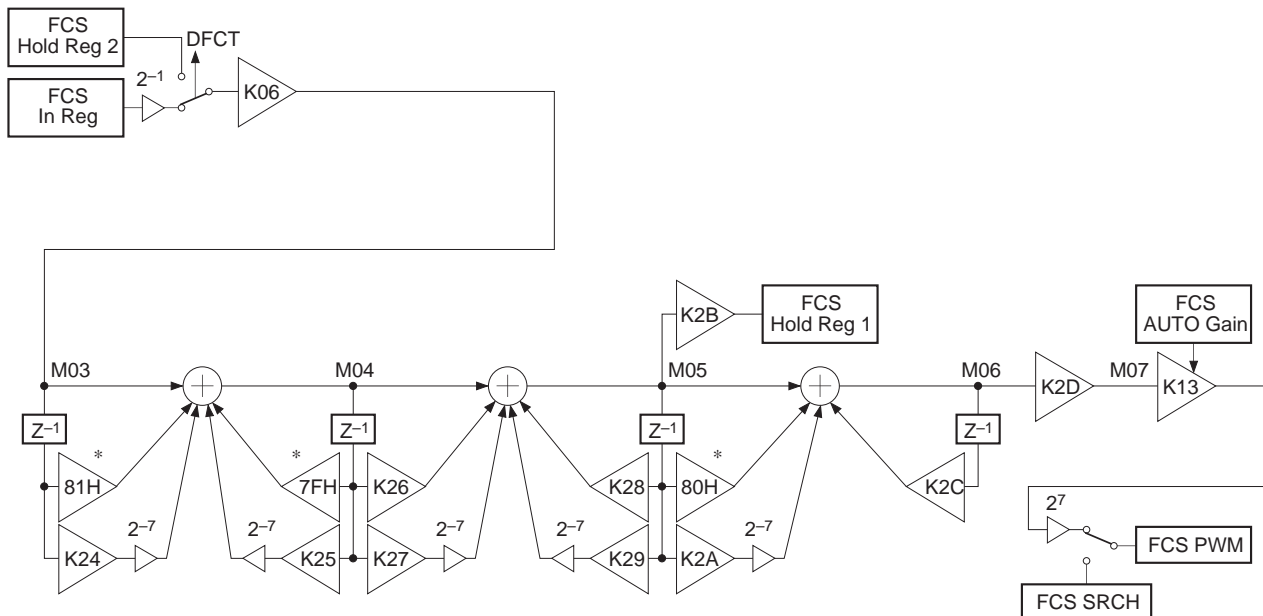 FCS
Hold Reg 2
DFCT
2–1
K06
FCS
In Reg
K2B
FCS
Hold Reg 1
FCS
AUTO Gain
M03
M04
M05
M06
K2D
M07
K13
Z–1
Z–1
Z–1
Z–1
*
81H
*
7FH
K26
K28
*
80H
K2C
2–7
K24
2–7
K25
2–7
K27
2–7
K29
2–7
K2A
27
FCS PWM
FCS SRCH